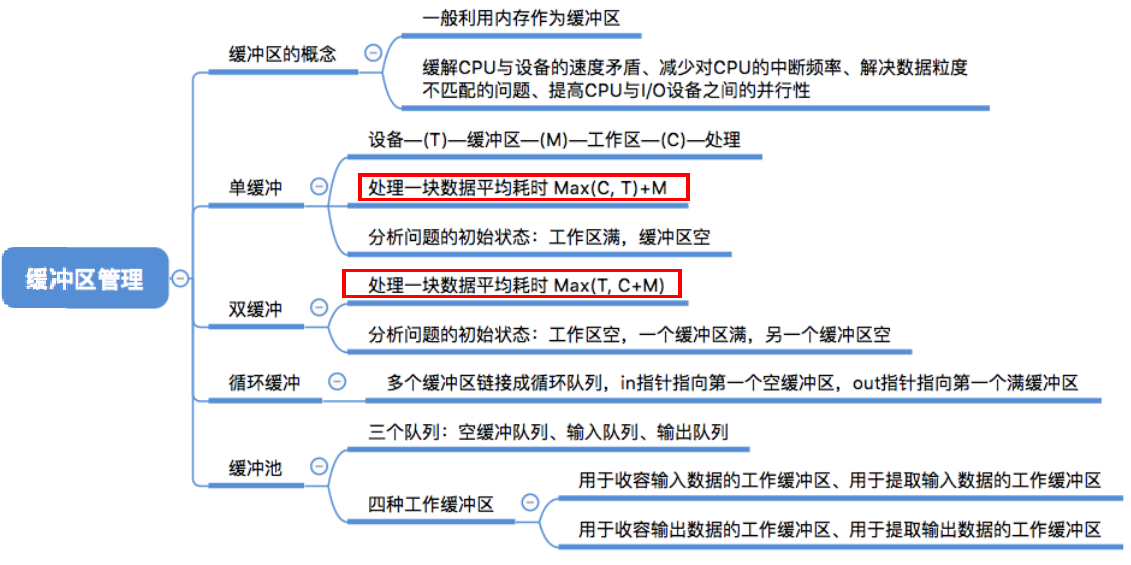 一般利用内存作为缓冲区
缓冲区的概念
缓解CPU与设备的速度矛盾、减少对CPU的中断频率、解决数据粒度
不匹配的问题、提高CPU与I/O设备之间的并行性
设备—(T)—缓冲区—(M)—工作区—(C)—处理
单缓冲
处理一块数据平均耗时 Max(C, T)+M
分析问题的初始状态：工作区满，缓冲区空
缓冲区管理
处理一块数据平均耗时 Max(T, C+M)
双缓冲
分析问题的初始状态：工作区空，一个缓冲区满，另一个缓冲区空
循环缓冲
多个缓冲区链接成循环队列，in指针指向第一个空缓冲区，out指针指向第一个满缓冲区
三个队列：空缓冲队列、输入队列、输出队列
缓冲池
用于收容输入数据的工作缓冲区、用于提取输入数据的工作缓冲区
四种工作缓冲区
用于收容输出数据的工作缓冲区、用于提取输出数据的工作缓冲区